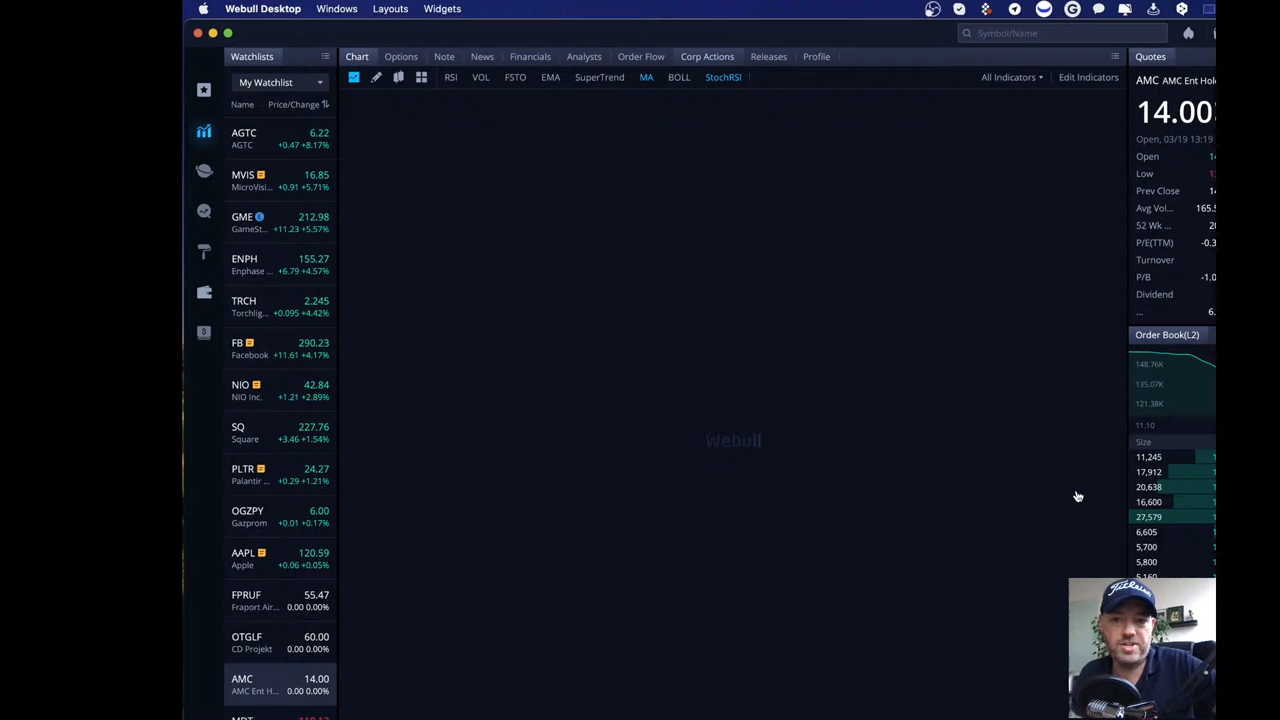 Webull Desktop Windows Layouts Widgets
Symbol/Name
Watchlists
Chart Options Note News Financials Analysts Order Flow Corp Actions Releases Profile
Quotes
My Watchlist
RSI VOL FSTO EMA SuperTrend MA BOLL StochRSI
All Indicators Edit Indicators
Name Price/Change
AGTC 6.22
AGTC +0.47 +8.17%
MVIS 16.85
MicroVisi... +0.91 +5.71%
GME 212.98
GameSt... +11.23 +5.57%
ENPH 155.27
Enphase ... +6.79 +4.57%
TRCH 2.245
Torchlig... +0.095 +4.42%
FB 290.23
Facebook +11.61 +4.17%
NIO 42.84
NIO Inc. +1.21 +2.89%
SQ 227.76
Square +3.46 +1.54%
PLTR 24.27
Palantir ... +0.29 +1.21%
OGZPY 6.00
Gazprom +0.01 +0.17%
AAPL 120.59
Apple +0.06 +0.05%
FPRUF 55.47
Fraport Air... 0.00 0.00%
OTGLF 60.00
CD Projekt 0.00 0.00%
AMC 14.00
AMC Ent H... 0.00 0.00%
Webull
AMC AMC Ent Hol
14.00
Open, 03/19 13:19
Open
Low
Prev Close
Avg Vol... 165.
52 Wk ...
P/E(TTM) -0.
Turnover
P/B -1.
Dividend
...
Order Book(L2)
148.76K
135.07K
121.38K
11.10
Size
11,245
17,912
20,638
16,600
27,579
6,605
5,700
5,800
Titleist